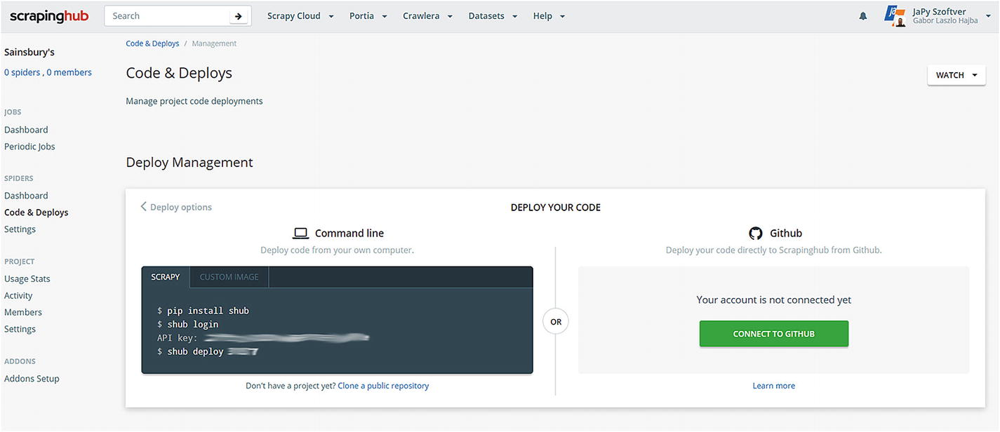 scrapinghub
Search
Scrapy Cloud
Portia
Crawlera
Datasets
Help
JaPy Szoftver
Gabor Laszlo Hajba
Sainsbury's
0 spiders , 0 members
JOBS
Dashboard
Periodic Jobs
SPIDERS
Dashboard
Code & Deploys
Settings
PROJECT
Usage Stats
Activity
Members
Settings
ADDONS
Addons Setup
Code & Deploys / Management
Code & Deploys
WATCH
Manage project code deployments
Deploy Management
Deploy options
DEPLOY YOUR CODE
Command line
Deploy code from your own computer.
SCRAPY
CUSTOM IMAGE
$ pip install shub
$ shub login
API key:
$ shub deploy
Don't have a project yet? Clone a public repository
OR
Github
Deploy your code directly to Scrapinghub from Github.
Your account is not connected yet
CONNECT TO GITHUB
Learn more